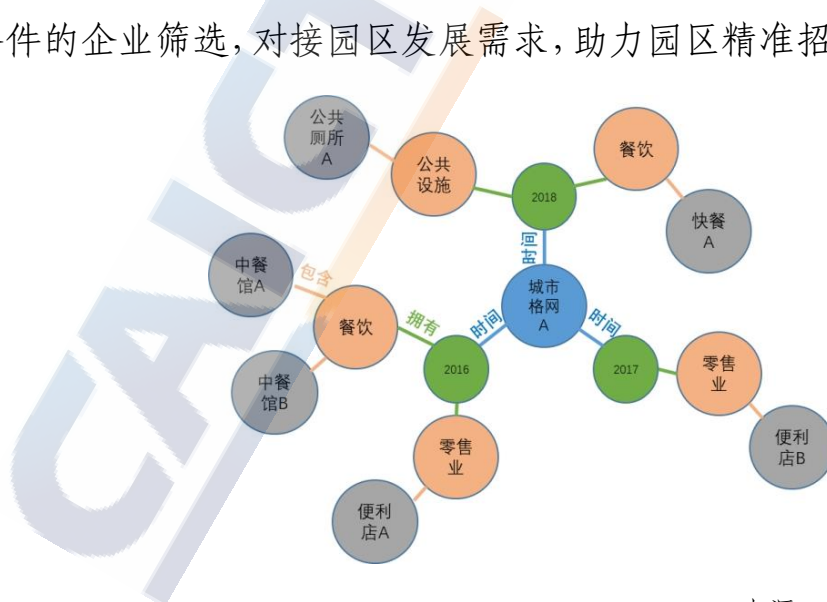 件的企业筛选，对接园区发展需求，助力园区精准招
公共
厕所
A
公共
设施
2018
餐饮
快餐
A
时间
中餐
馆A
包含
餐饮
拥有
时间
城市
格网
A
时间
中餐
馆B
2016
2017
零售
业
零售
业
便利
店B
便利
店A
CAICT